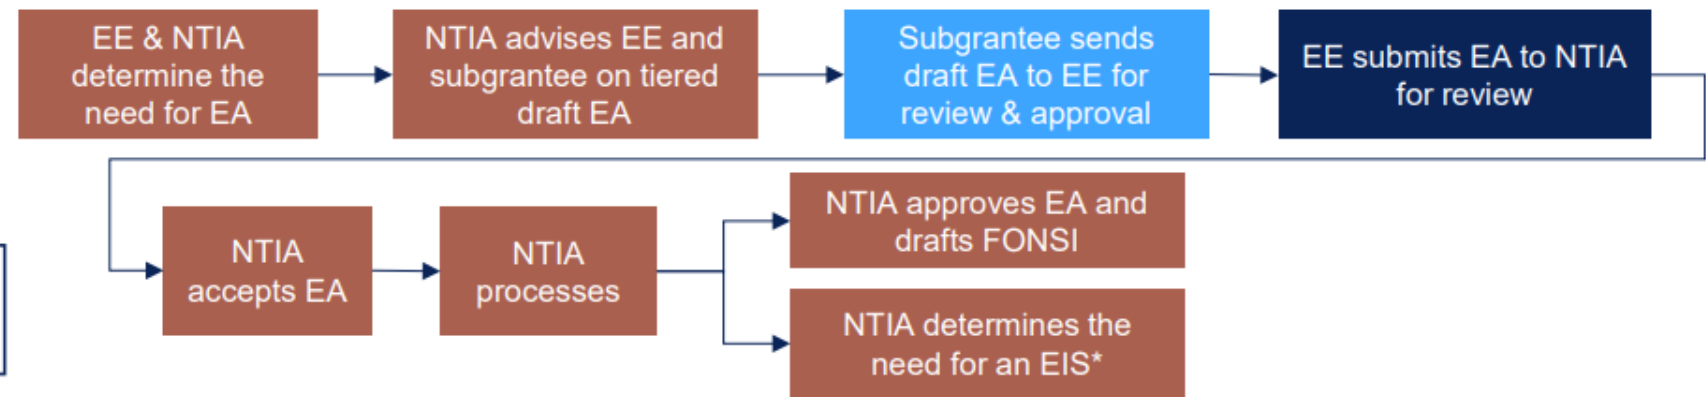 EE & NTIA
determine the
need for EA
NTIA advises EE and
subgrantee on tiered
draft EA
Subgrantee sends
draft EA to EE for
review & approval
EE submits EA to NTIA
for review
NTIA
accepts EA
NTIA
processes
NTIA approves EA and
drafts FONSI
NTIA determines the
need for an EIS*